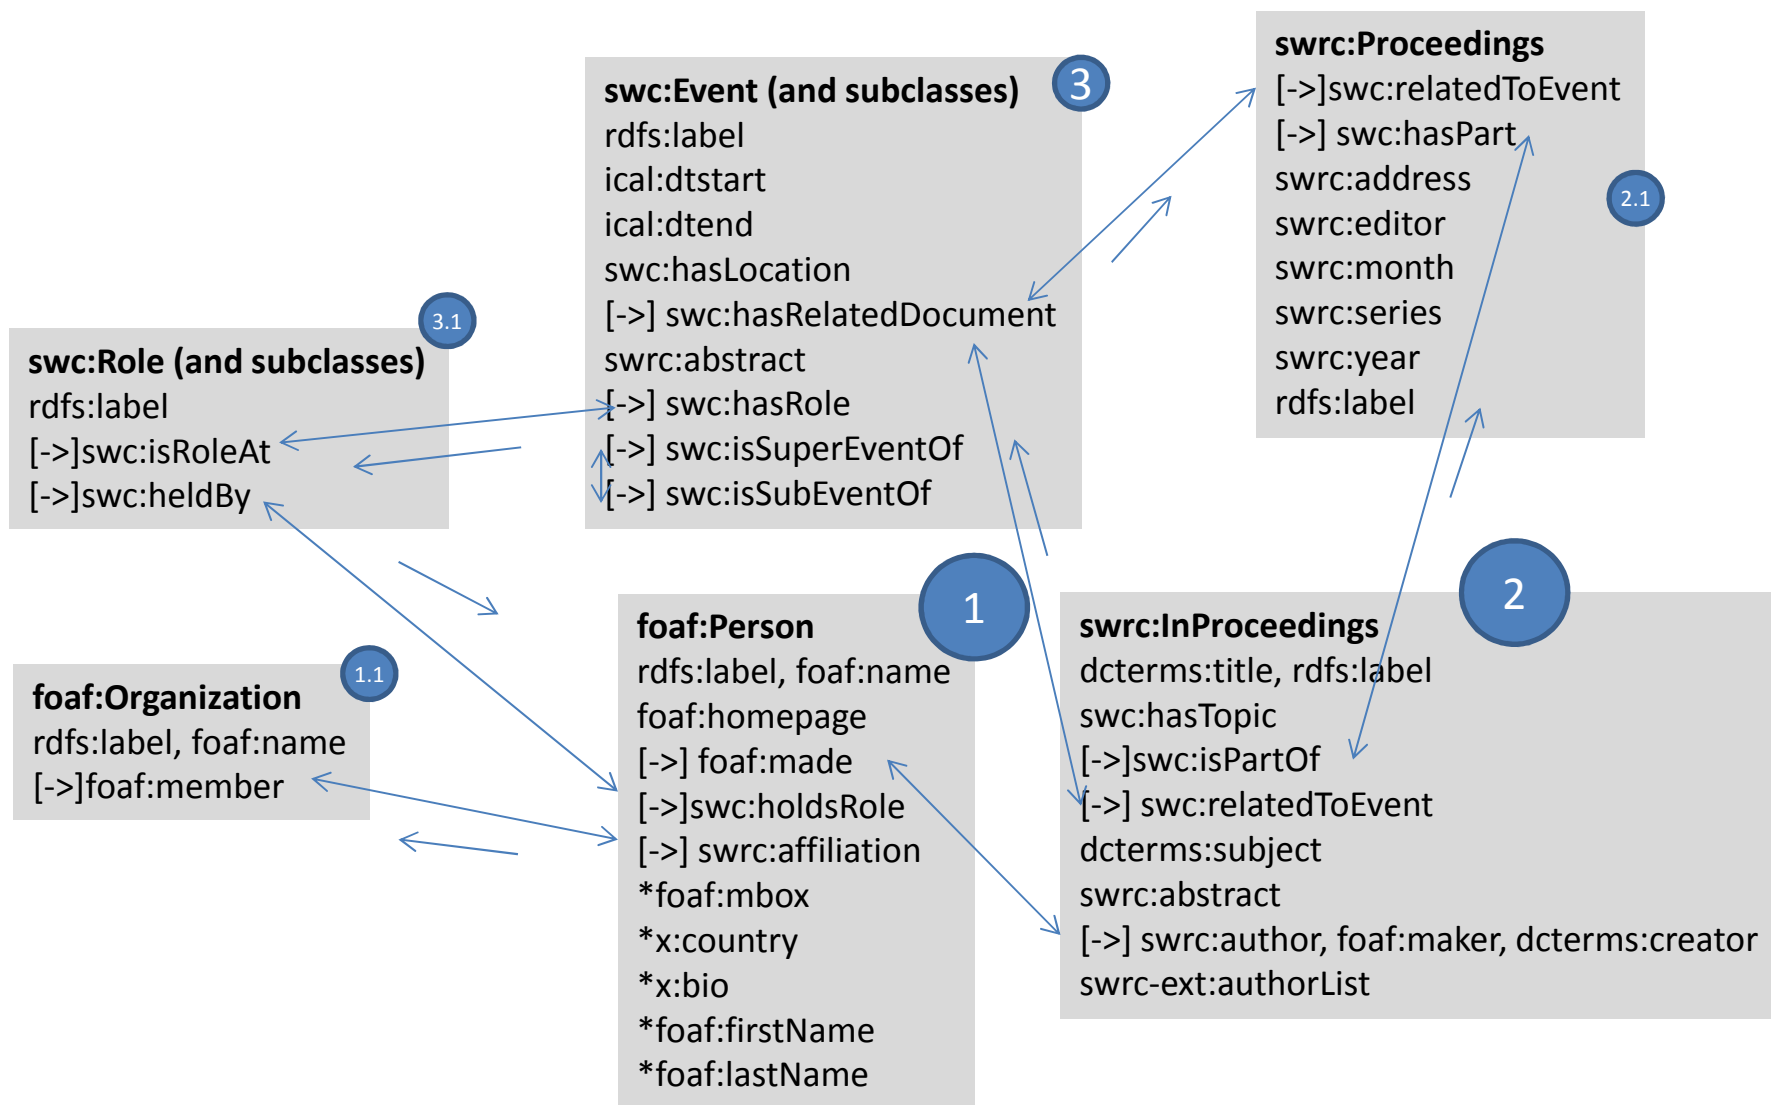 swrc:Proceedings
[->]swc:relatedToEvent
[->] swc:hasPart
swrc:address
swrc:editor
swrc:month
swrc:series
swrc:year
rdfs:label
2.1
swc:Event (and subclasses)
rdfs:label
ical:dtstart
ical:dtend
swc:hasLocation
[->] swc:hasRelatedDocument
swrc:abstract
[->] swc:hasRole
[->] swc:isSuperEventOf
[->] swc:isSubEventOf
3
swc:Role (and subclasses)
rdfs:label
[->]swc:isRoleAt
[->]swc:heldBy
3.1
foaf:Organization
rdfs:label, foaf:name
[->]foaf:member
1.1
foaf:Person
rdfs:label, foaf:name
foaf:homepage
[->] foaf:made
[->]swc:holdsRole
[->] swrc:affiliation
*foaf:mbox
*x:country
*x:bio
*foaf:firstName
*foaf:lastName
1
swrc:InProceedings
dcterms:title, rdfs:label
swc:hasTopic
[->]swc:isPartOf
[->] swc:relatedToEvent
dcterms:subject
swrc:abstract
[->] swrc:author, foaf:maker, dcterms:creator
swrc-ext:authorList
2